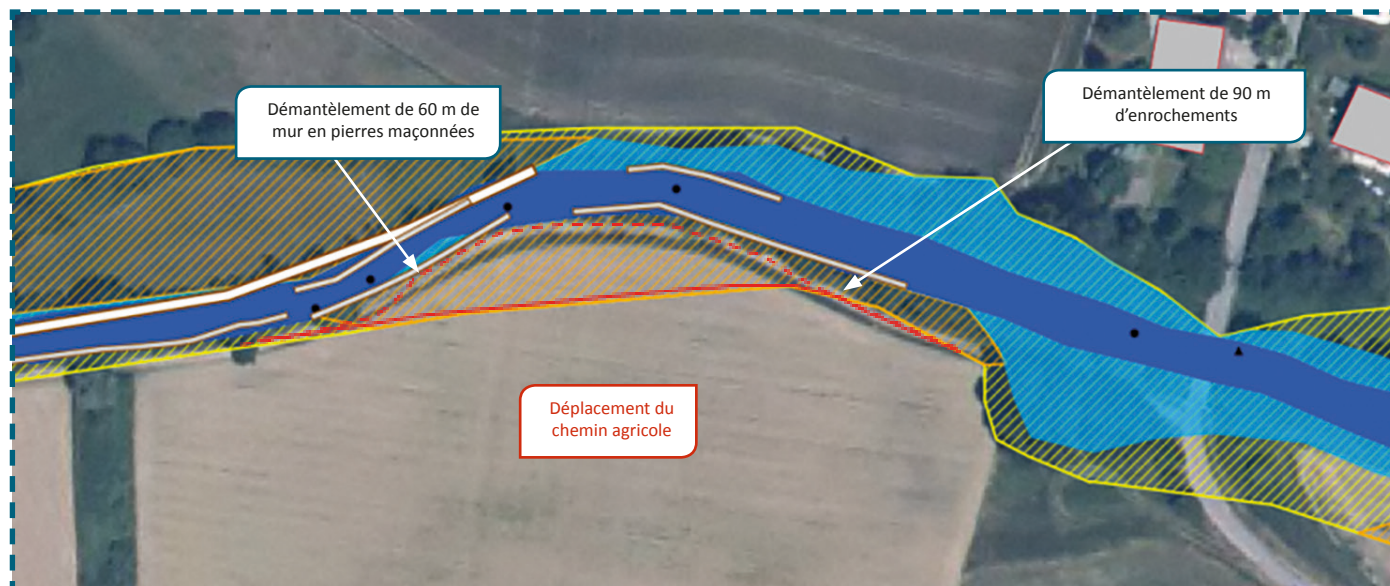 Démantèlement de 60 m de
mur en pierres maçonnées
Démantèlement de 90 m
d’enrochements
Déplacement du
chemin agricole